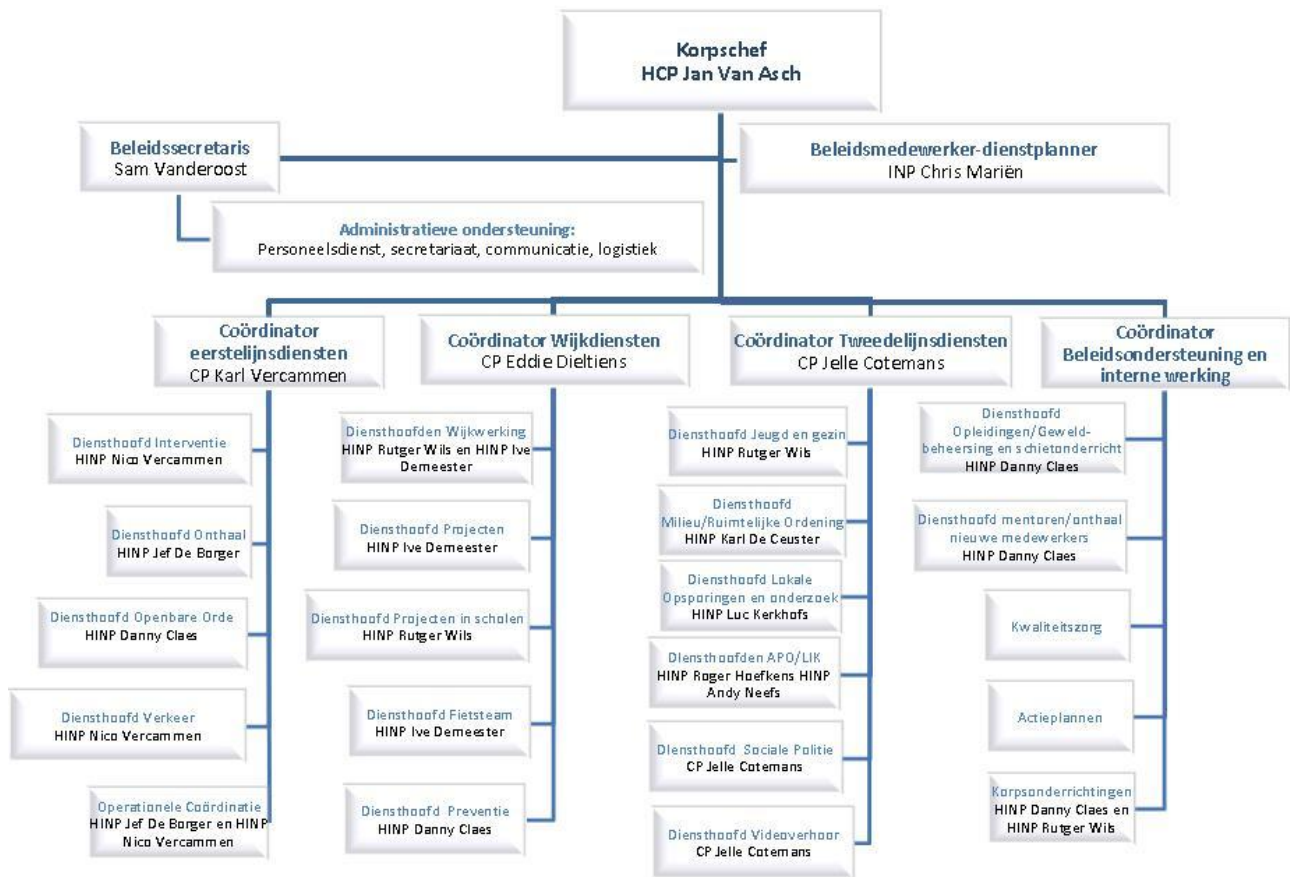 Korpschef
HCP Jan Van Asch
Beleidssecretaris
Sam Vanderoost
Beleidsmedewerker-dienstplanner
INP Chris Mariën
Administratieve ondersteuning:
Personeelsdienst, secretariaat, communicatie, logistiek
Coördinator
eerstelijnsdiensten
CP Karl Vercammen
Diensthoofd Interventie
HINP Nico Vercammen
Diensthoofd Onthaal
HINP Jef De Borger
Diensthoofd Openbare Orde
HINP Danny Claes
Diensthoofd Verkeer
HINP Nico Vercammen
Operationele Coördinatie
HINP Jef De Borger en HINP
Nico Vercammen
Coördinator Wijkdiensten
CP Eddie Dieltiens
Diensthoofden Wijkwerking
HINP Rutger Wils en HINP Ive
Demeester
Diensthoofd Projecten
HINP Ive Demeester
Diensthoofd Projecten in scholen
HINP Rutger Wils
Diensthoofd Fietsteam
HINP Ive Demeester
Diensthoofd Preventie
HINP Danny Claes
Coördinator Tweedelijnsdiensten
CP Jelle Cotemans
Diensthoofd Jeugd en gezin
HINP Rutger Wils
Diensthoofd
Milieu/Ruimtelijke Ordening
HINP Karl De Ceuster
Diensthoofd Lokale
Opsporingen en onderzoek
HINP Luc Kerkhofs
DIensthoofden APO/LIK
HINP Roger Hoefkens HINP
Andy Neefs
DIensthoofd Sociale Politie
CP Jelle Cotemans
Diensthoofd Videoverhoor
CP Jelle Cotemans
Coördinator
Beleidsondersteuning en
interne werking
Diensthoofd
Opleidingen/Geweld-
beheersing en schietonderricht
HINP Danny Claes
Diensthoofd mentoren/onthaal
nieuwe medewerkers
HINP Danny Claes
Kwaliteitszorg
Actieplannen
Korpsonderrichtingen
HINP Danny Claes en
HINP Rutger Wils